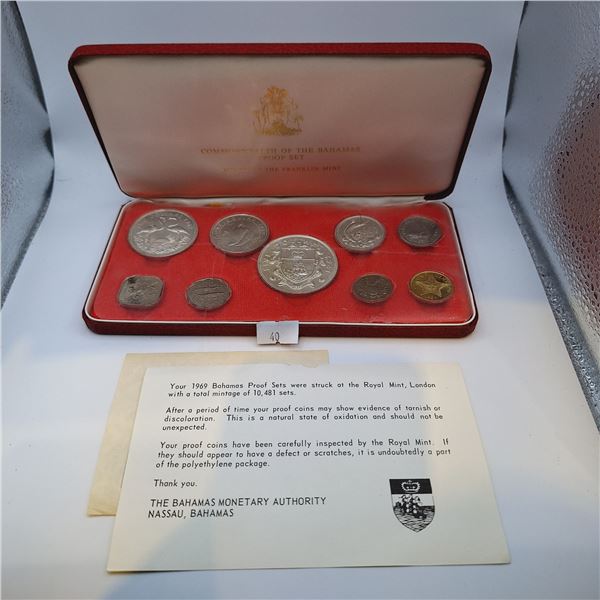 COMMONWEALTH OF THE BAHAMAS
PROOF SET
THE FRANKLIN MINT
40
Your 1969 Bahamas Proof Sets were struck at the Royal Mint, London
with a total mintage of 10,481 sets.
After a period of time your proof coins may show evidence of tarnish or
discoloration. This is a natural state of oxidation and should not be
unexpected.
Your proof coins have been carefully inspected by the Royal Mint. If
they should appear to have a defect or scratches, it is undoubtedly a part
of the polyethylene package.
Thank you.
THE BAHAMAS MONETARY AUTHORITY
NASSAU, BAHAMAS